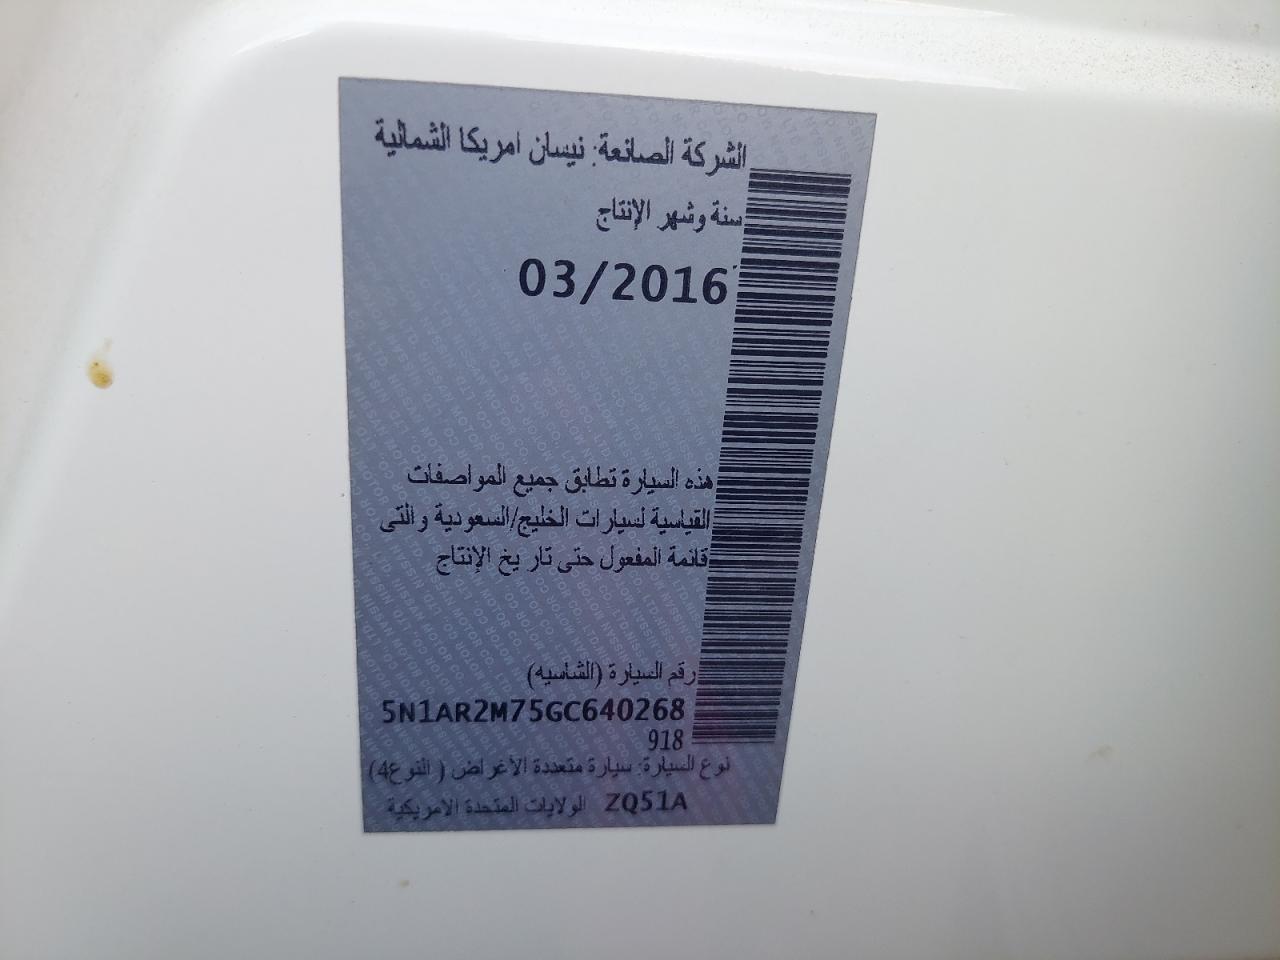 الشركة الصانعة: نيسان امريكا الشمالية
سنة وشهر الإنتاج
03/2016
هذه السيارة تطابق جميع المواصفات
القياسية لسيارات الخليج/السعودية والتى
قائمة المفعول حتى تاريخ الإنتاج
رقم السيارة (الشاسيه)
5N1AR2M75GC640268
918
نوع السيارة: سيارة متعددة الأغراض (النوع4)
ZQ51A الولايات المتحدة الامريكية